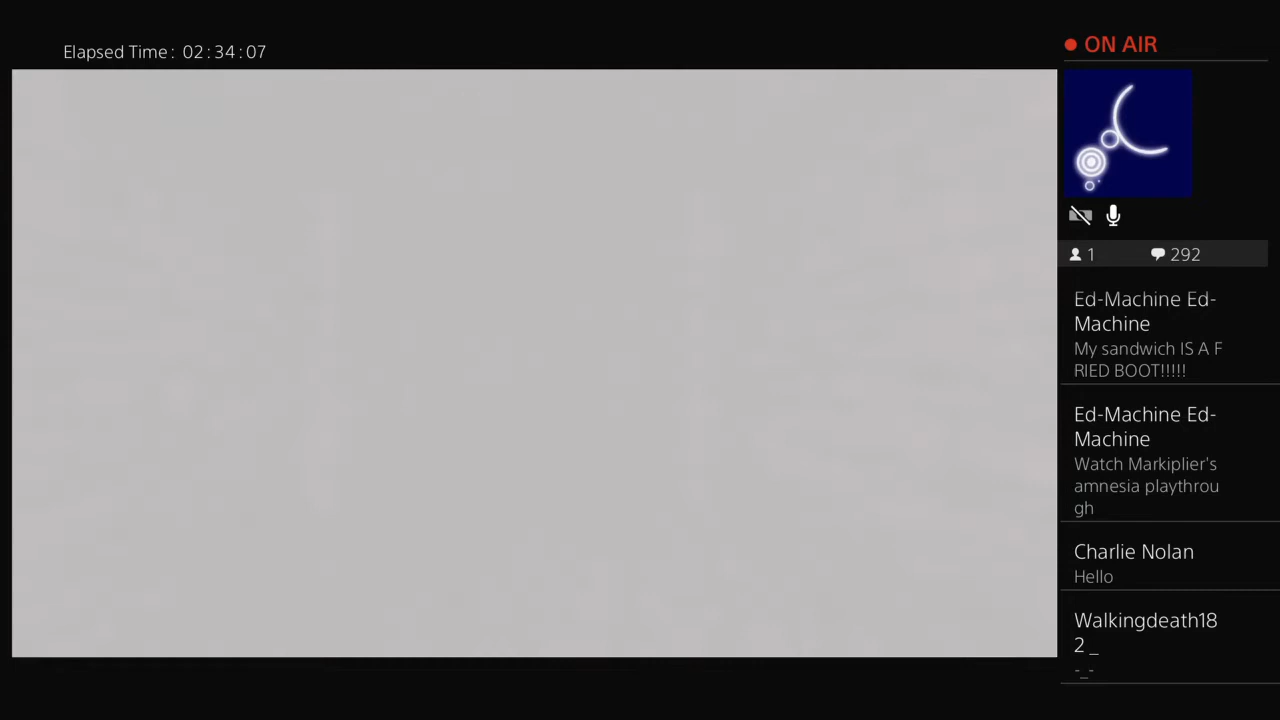 Elapsed Time: 02:34:07
ON AIR
1 292
Ed-Machine Ed-
Machine
My sandwich IS A F
RIED BOOT!!!!!
Ed-Machine Ed-
Machine
Watch Markiplier's
amnesia playthrou
gh
Charlie Nolan
Hello
Walkingdeath18
2 _
-_-